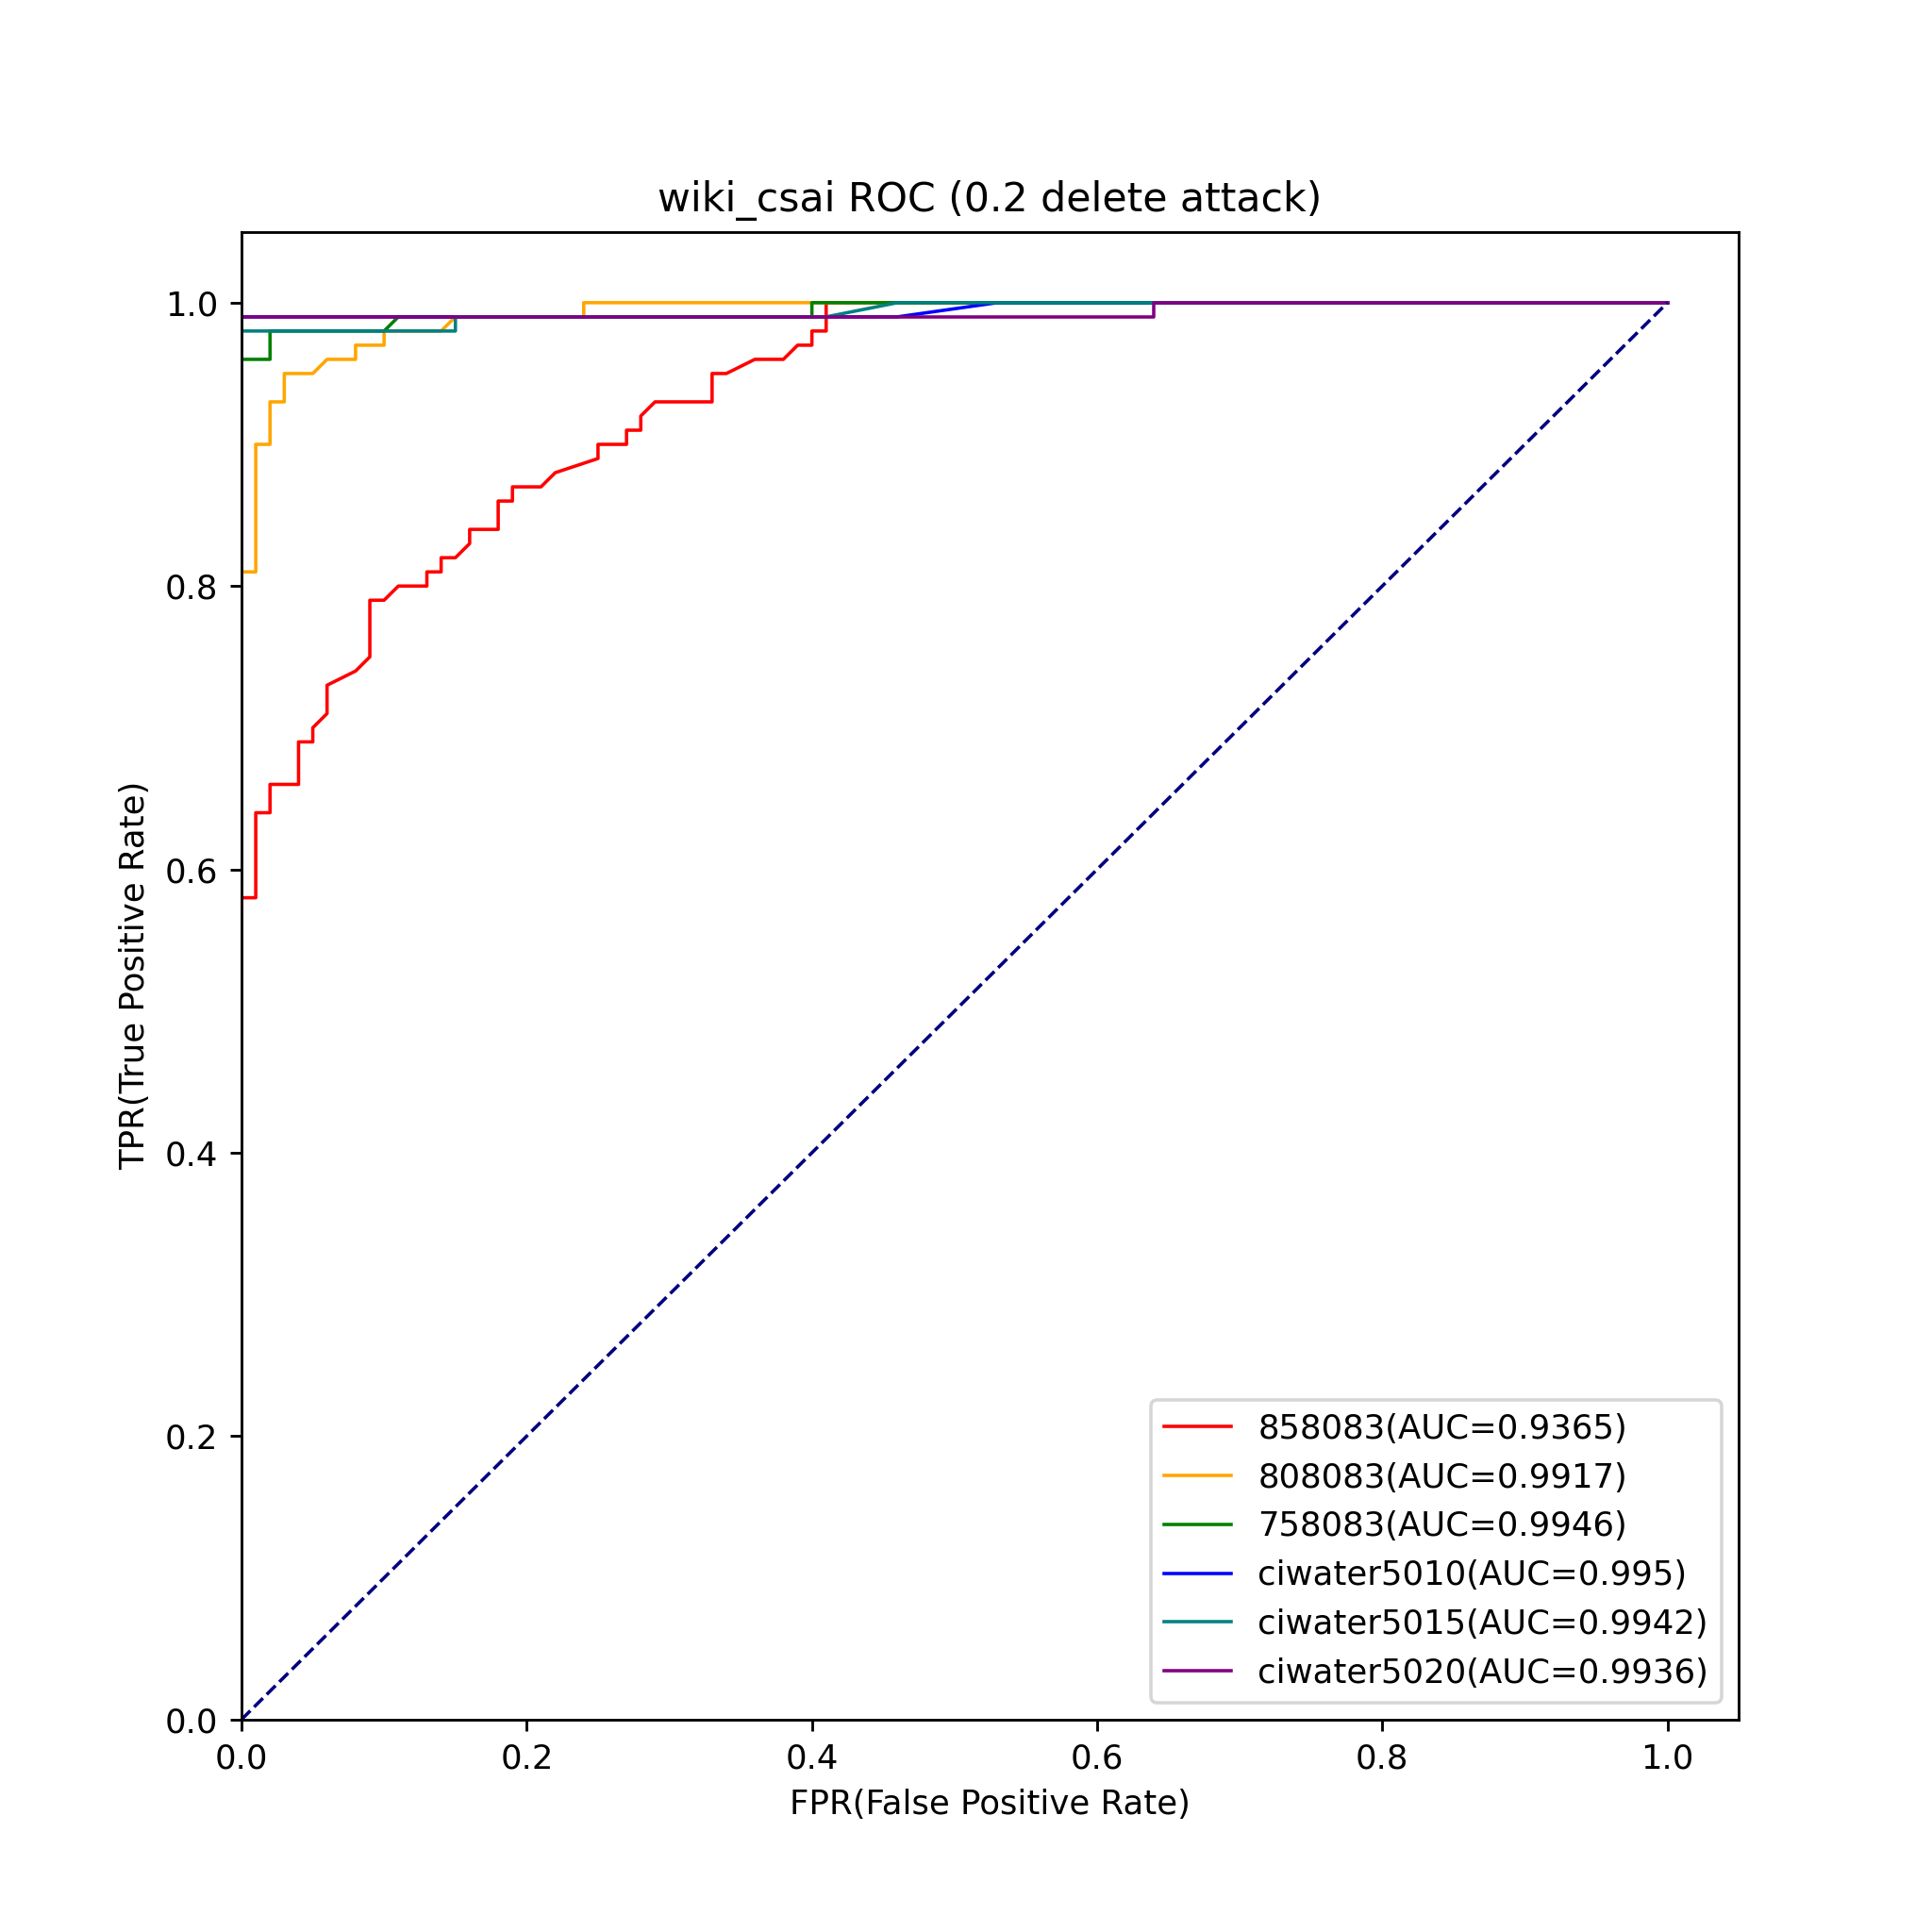 wiki_csai ROC (0.2 delete attack)
1.0
0.8
0.6
0.4
0.2
0.0
TPR(True Positive Rate)
0.0 0.2 0.4 0.6 0.8 1.0
FPR(False Positive Rate)
858083(AUC=0.9365)
808083(AUC=0.9917)
758083(AUC=0.9946)
ciwater5010(AUC=0.995)
ciwater5015(AUC=0.9942)
ciwater5020(AUC=0.9936)